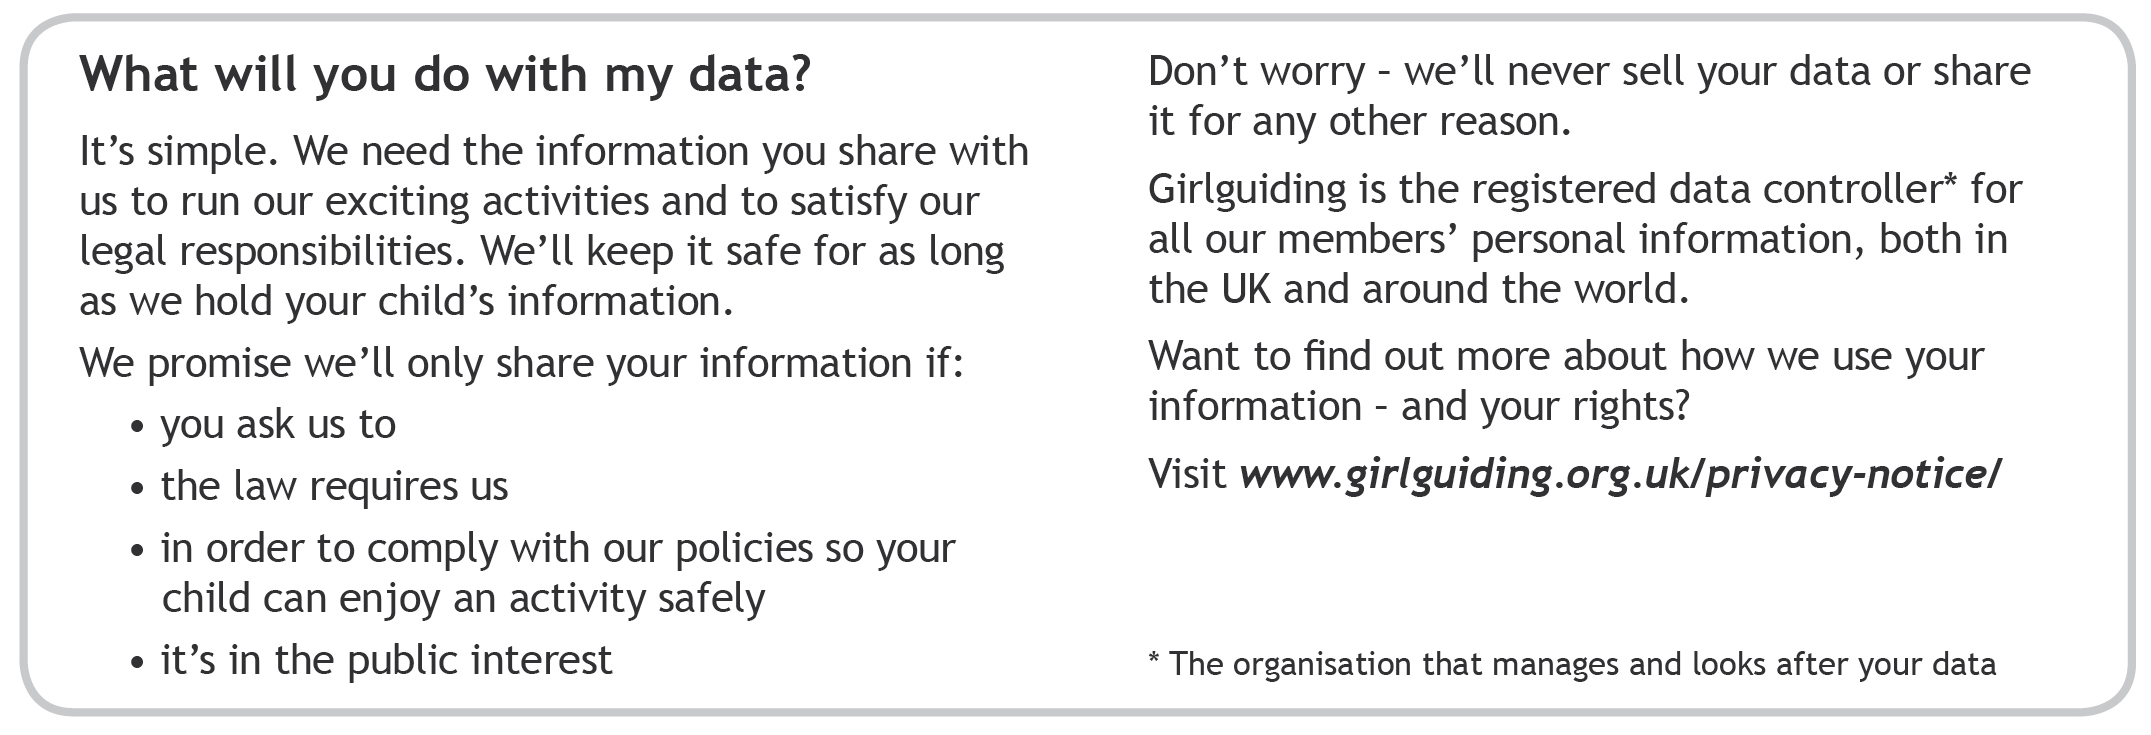 What will you do with my data?
It's simple. We need the information you share with
us to run our exciting activities and to satisfy our
legal responsibilities. We'll keep it safe for as long
as we hold your child's information.
We promise we'll only share your information if:
• you ask us to
• the law requires us
• in order to comply with our policies so your
child can enjoy an activity safely
• it's in the public interest
Don't worry – we'll never sell your data or share
it for any other reason.
Girlguiding is the registered data controller* for
all our members' personal information, both in
the UK and around the world.
Want to find out more about how we use your
information – and your rights?
Visit www.girlguiding.org.uk/privacy-notice/
* The organisation that manages and looks after your data